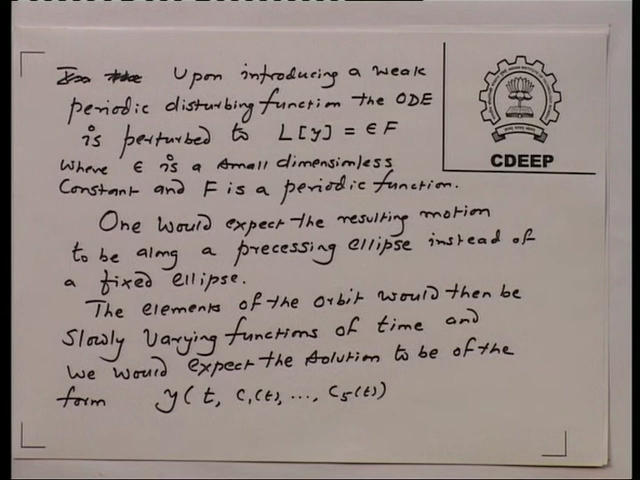 Upon introducing a weak
periodic disturbing function the ODE
is perturbed to L[y] = ϵ F
where ϵ is a small dimensionless
Constant and F is a periodic function.
One would expect the resulting motion
to be along a precessing ellipse instead of
a fixed ellipse.
The elements of the orbit would then be
slowly varying functions of time and
we would expect the solution to be of the
form y(t, c₁(t), ..., c₅(t))
CDEEP